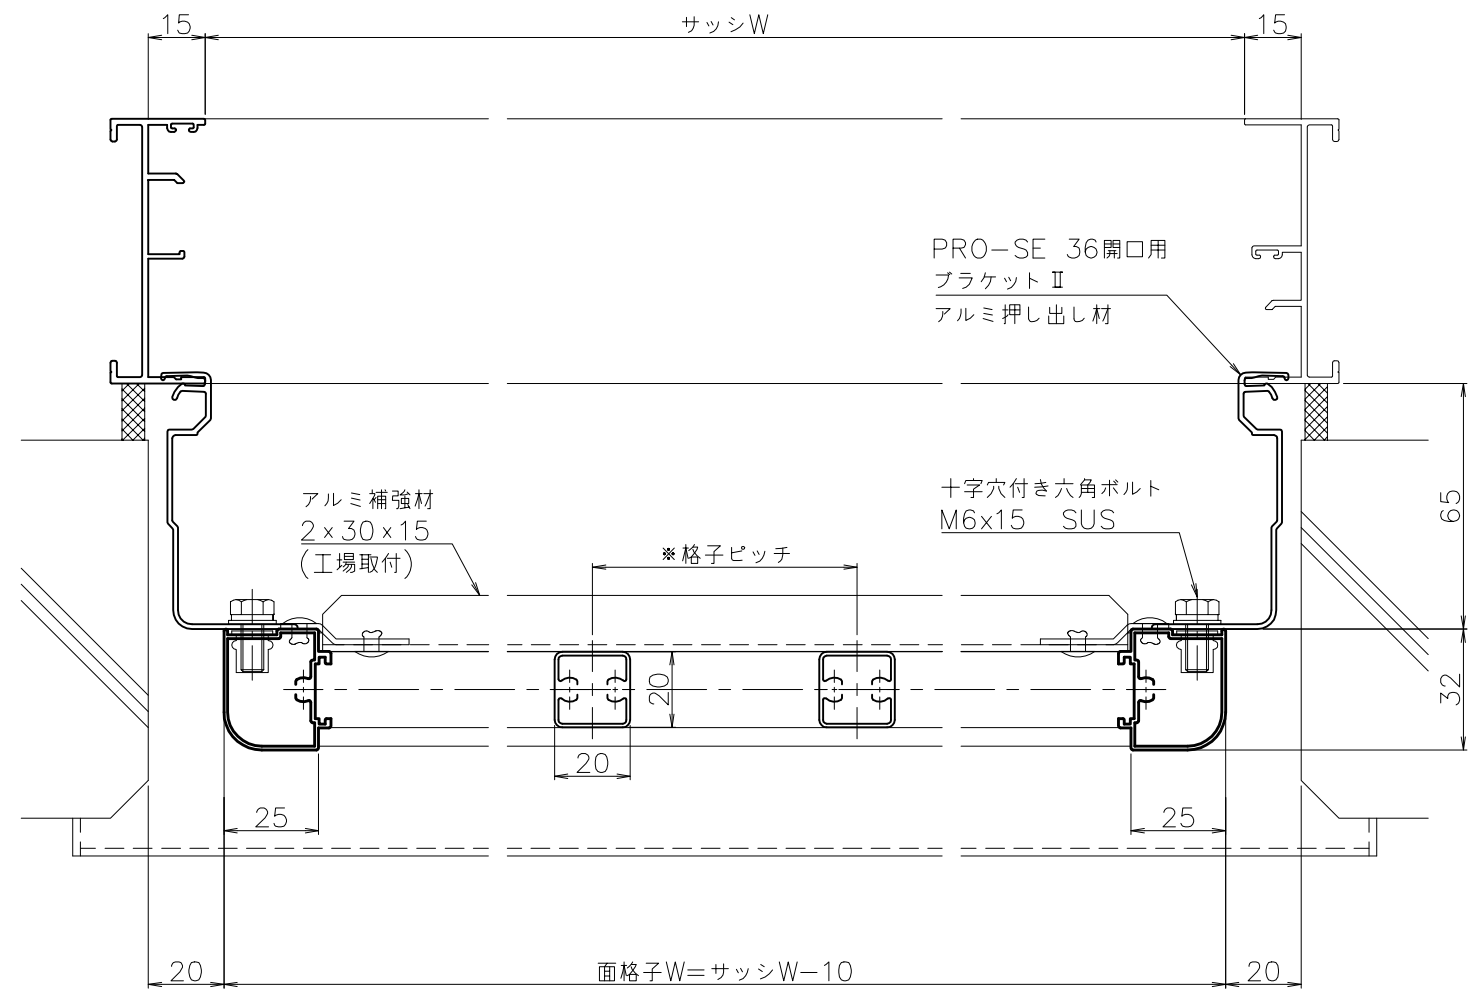 15
サッシW
15
PRO-SE 36開口用
ブラケットⅡ
アルミ押し出し材
アルミ補強材
2×30×15
(工場取付)
※格子ピッチ
十字穴付き六角ボルト
M6x15 SUS
65
20
32
20
25
25
20
面格子W=サッシW-10
20